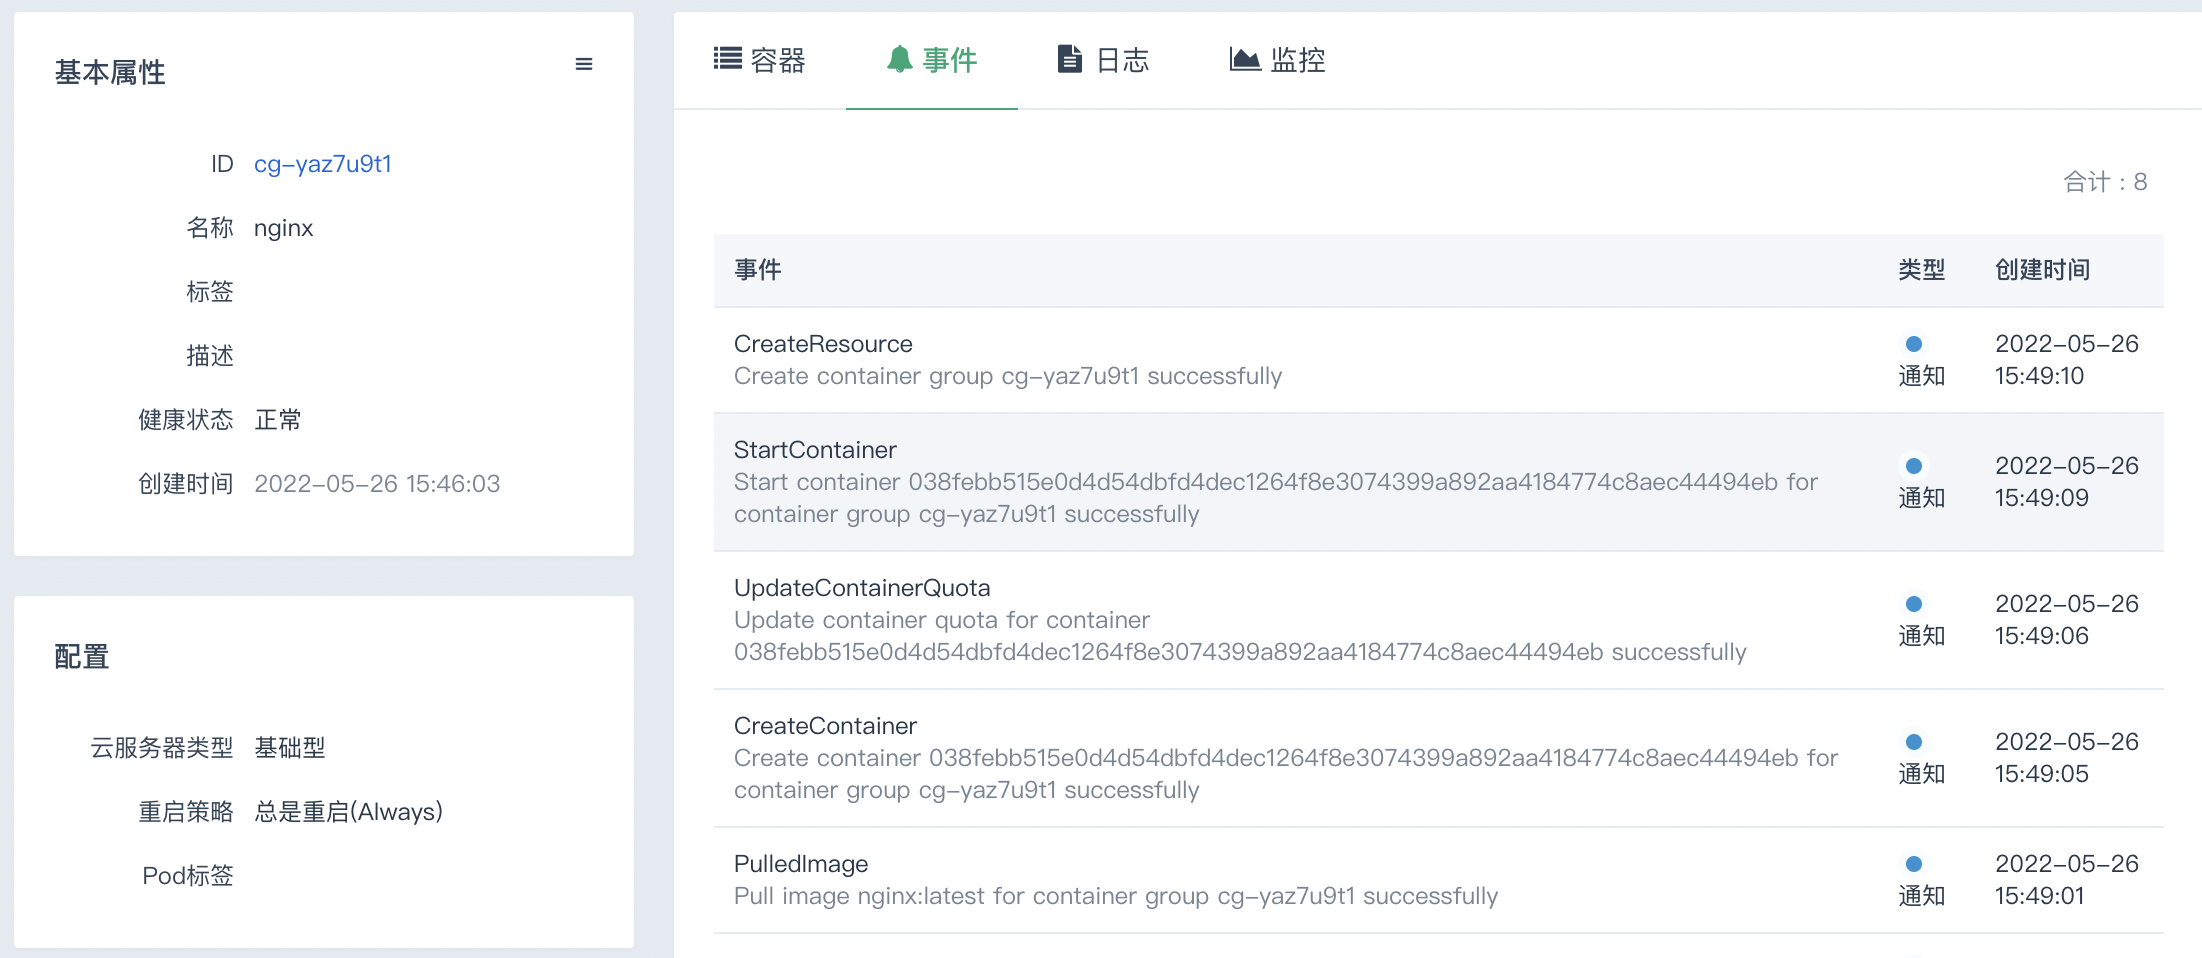 基本属性
ID cg-yaz7u9t1
名称 nginx
标签
描述
健康状态 正常
创建时间 2022-05-26 15:46:03
配置
云服务器类型 基础型
重启策略 总是重启(Always)
Pod标签
容器 事件 日志 监控
合计：8
事件 类型 创建时间
CreateResource
Create container group cg-yaz7u9t1 successfully
通知
2022-05-26
15:49:10
StartContainer
Start container 038febb515e0d4d54dbfd4dec1264f8e3074399a892aa4184774c8aec44494eb for
container group cg-yaz7u9t1 successfully
通知
2022-05-26
15:49:09
UpdateContainerQuota
Update container quota for container
038febb515e0d4d54dbfd4dec1264f8e3074399a892aa4184774c8aec44494eb successfully
通知
2022-05-26
15:49:06
CreateContainer
Create container 038febb515e0d4d54dbfd4dec1264f8e3074399a892aa4184774c8aec44494eb for
container group cg-yaz7u9t1 successfully
通知
2022-05-26
15:49:05
PulledImage
Pull image nginx:latest for container group cg-yaz7u9t1 successfully
通知
2022-05-26
15:49:01